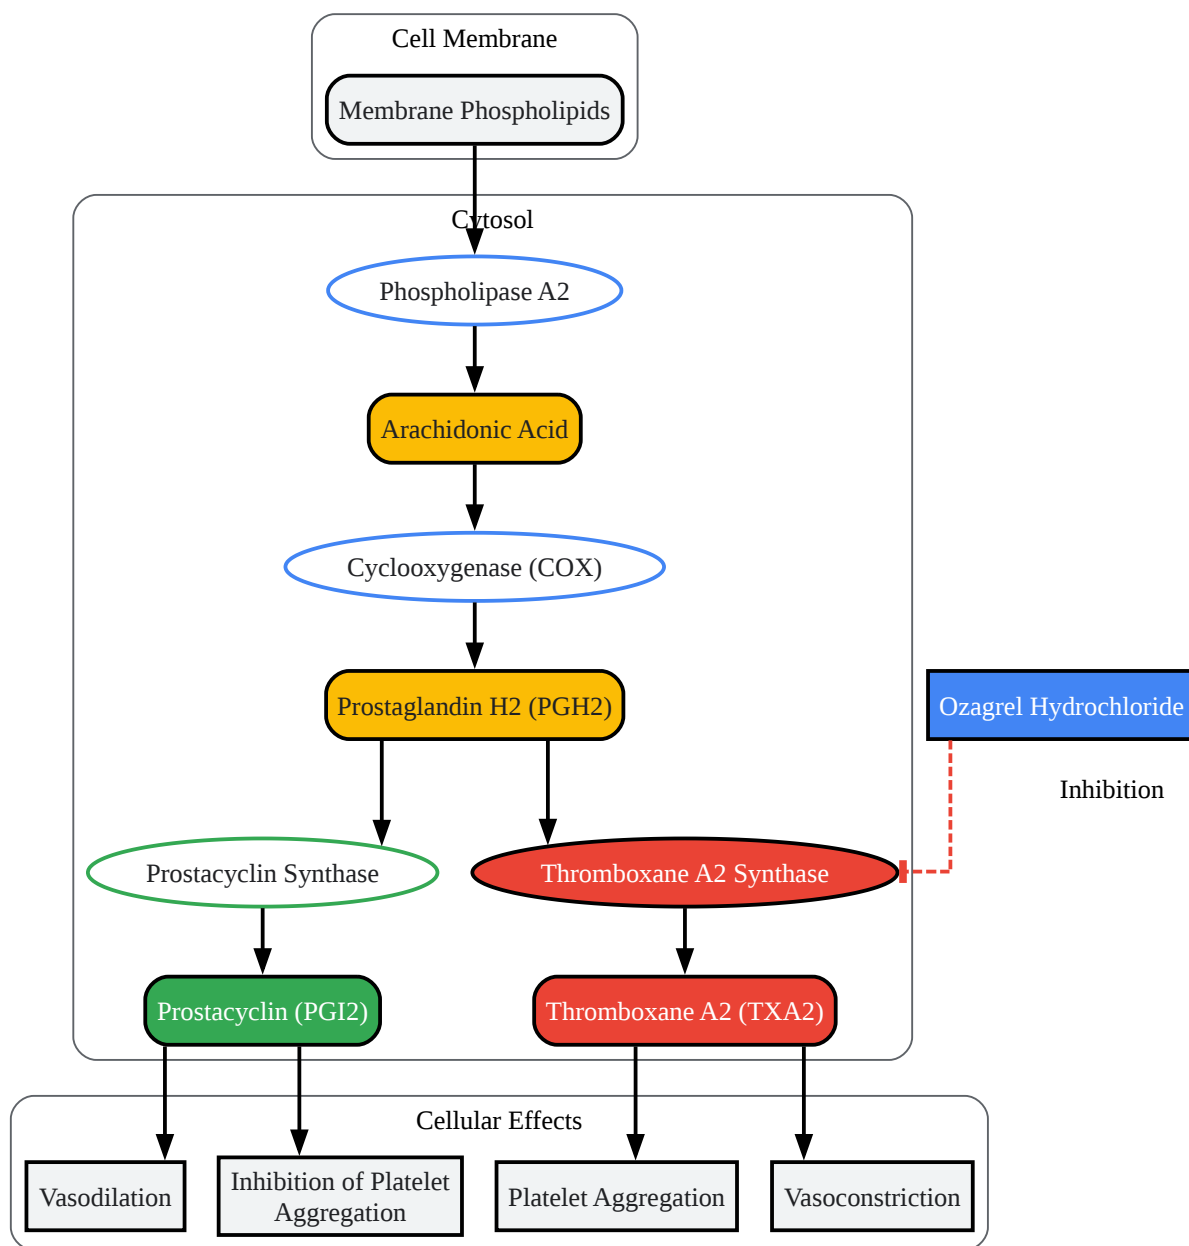 Cell Membrane
Membrane Phospholipids
Cytosol
Phospholipase A2
Arachidonic Acid
Cyclooxygenase (COX)
Prostaglandin H2 (PGH2)
Ozagrel Hydrochloride
Inhibition
Prostacyclin Synthase
Thromboxane A2 Synthase
Prostacyclin (PGI2)
Thromboxane A2 (TXA2)
Cellular Effects
Vasodilation
Inhibition of Platelet
Aggregation
Platelet Aggregation
Vasoconstriction